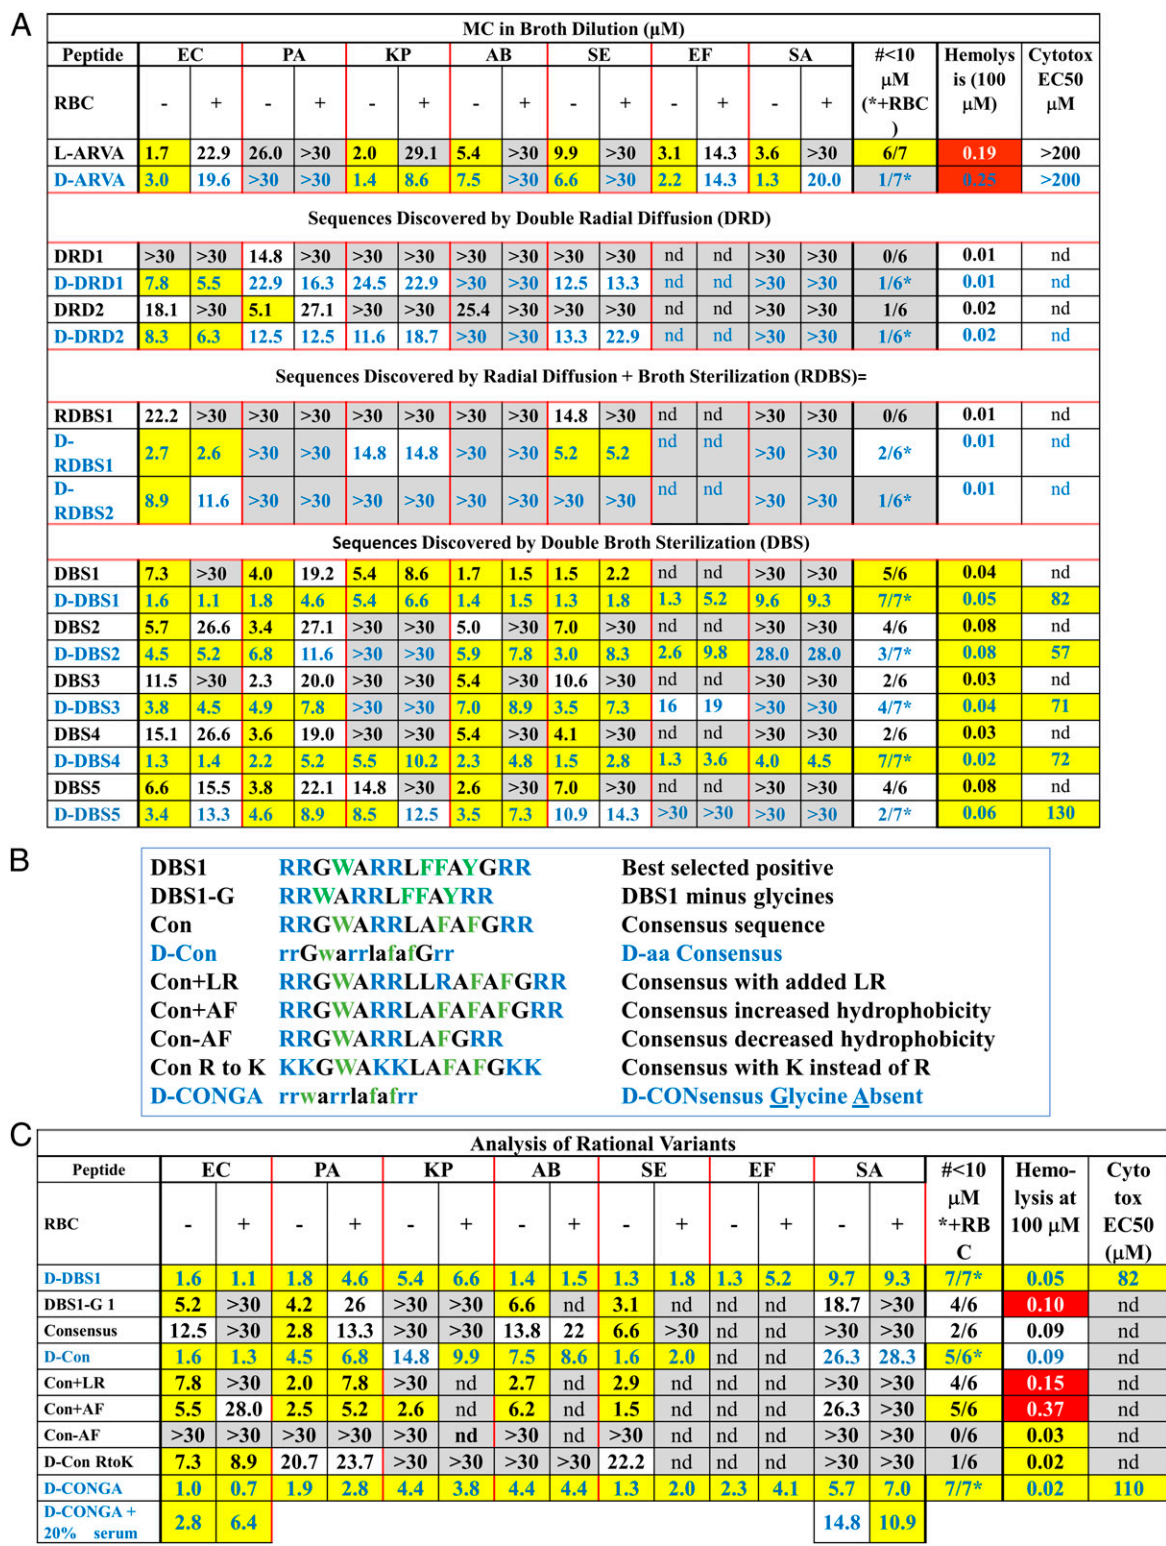 A
MC in Broth Dilution (μM)
Peptide EC PA KP AB SE EF SA #<10 μM (*+RBC) Hemolysis (100 μM) Cytotox EC50 μM
RBC - + - + - + - + - + - + - +
L-ARVA 1.7 22.9 26.0 >30 2.0 29.1 5.4 >30 9.9 >30 3.1 14.3 3.6 >30 6/7 0.19 >200
D-ARVA 3.0 19.6 >30 >30 1.4 8.6 7.5 >30 6.6 >30 2.2 14.3 1.3 20.0 1/7* 0.25 >200
Sequences Discovered by Double Radial Diffusion (DRD)
DRD1 >30 >30 14.8 >30 >30 >30 >30 >30 >30 >30 nd nd >30 >30 0/6 0.01 nd
D-DRD1 7.8 5.5 22.9 16.3 24.5 22.9 >30 >30 12.5 13.3 nd nd >30 >30 1/6* 0.01 nd
DRD2 18.1 >30 5.1 27.1 >30 >30 25.4 >30 >30 >30 nd nd >30 >30 1/6 0.02 nd
D-DRD2 8.3 6.3 12.5 12.5 11.6 18.7 >30 >30 13.3 22.9 nd nd >30 >30 1/6* 0.02 nd
Sequences Discovered by Radial Diffusion + Broth Sterilization (RDBS)=
RDBS1 22.2 >30 >30 >30 >30 >30 >30 >30 14.8 >30 nd nd >30 >30 0/6 0.01 nd
D-RDBS1 2.7 2.6 >30 >30 14.8 14.8 >30 >30 5.2 5.2 nd nd >30 >30 2/6* 0.01 nd
D-RDBS2 8.9 11.6 >30 >30 >30 >30 >30 >30 >30 >30 nd nd >30 >30 1/6* 0.01 nd
Sequences Discovered by Double Broth Sterilization (DBS)
DBS1 7.3 >30 4.0 19.2 5.4 8.6 1.7 1.5 1.5 2.2 nd nd >30 >30 5/6 0.04 nd
D-DBS1 1.6 1.1 1.8 4.6 5.4 6.6 1.4 1.5 1.3 1.8 1.3 5.2 9.6 9.3 7/7* 0.05 82
DBS2 5.7 26.6 3.4 27.1 >30 >30 5.0 >30 7.0 >30 nd nd >30 >30 4/6 0.08 nd
D-DBS2 4.5 5.2 6.8 11.6 >30 >30 5.9 7.8 3.0 8.3 2.6 9.8 28.0 28.0 3/7* 0.08 57
DBS3 11.5 >30 2.3 20.0 >30 >30 5.4 >30 10.6 >30 nd nd >30 >30 2/6 0.03 nd
D-DBS3 3.8 4.5 4.9 7.8 >30 >30 7.0 8.9 3.5 7.3 16 19 >30 >30 4/7* 0.04 71
DBS4 15.1 26.6 3.6 19.0 >30 >30 5.4 >30 4.1 >30 nd nd >30 >30 2/6 0.03 nd
D-DBS4 1.3 1.4 2.2 5.2 5.5 10.2 2.3 4.8 1.5 2.8 1.3 3.6 4.0 4.5 7/7* 0.02 72
DBS5 6.6 15.5 3.8 22.1 14.8 >30 2.6 >30 7.0 >30 nd nd >30 >30 4/6 0.08 nd
D-DBS5 3.4 13.3 4.6 8.9 8.5 12.5 3.5 7.3 10.9 14.3 >30 >30 >30 >30 2/7* 0.06 130
B
DBS1 RRGWARRLFFAYGRR Best selected positive
DBS1-G RRWARRLFFAYRR DBS1 minus glycines
Con RRGWARRLAFAFGRR Consensus sequence
D-Con rrGwarrlafafGrr D-aa Consensus
Con+LR RRGWARRLLRAFAFGRR Consensus with added LR
Con+AF RRGWARRLAFAFAFGRR Consensus increased hydrophobicity
Con-AF RRGWARRLAFGRR Consensus decreased hydrophobicity
Con R to K KKGWAKKLAFAFGKK Consensus with K instead of R
D-CONGA rrwarrlafafrr D-CONsensus Glycine Absent
C
Analysis of Rational Variants
Peptide EC PA KP AB SE EF SA #<10 μM *+RBC Hemo-lysis at 100 μM Cyto tox EC50 (μM)
RBC - + - + - + - + - + - + - +
D-DBS1 1.6 1.1 1.8 4.6 5.4 6.6 1.4 1.5 1.3 1.8 1.3 5.2 9.7 9.3 7/7* 0.05 82
DBS1-G 1 5.2 >30 4.2 26 >30 >30 6.6 nd 3.1 nd nd nd 18.7 >30 4/6 0.10 nd
Consensus 12.5 >30 2.8 13.3 >30 >30 13.8 22 6.6 >30 nd nd >30 >30 2/6 0.09 nd
D-Con 1.6 1.3 4.5 6.8 14.8 9.9 7.5 8.6 1.6 2.0 nd nd 26.3 28.3 5/6* 0.09 nd
Con+LR 7.8 >30 2.0 7.8 >30 nd 2.7 nd 2.9 nd nd nd >30 >30 4/6 0.15 nd
Con+AF 5.5 28.0 2.5 5.2 2.6 nd 6.2 nd 1.5 nd nd nd 26.3 >30 5/6 0.37 nd
Con-AF >30 >30 >30 >30 >30 nd >30 nd >30 nd nd nd >30 >30 0/6 0.03 nd
D-Con RtoK 7.3 8.9 20.7 23.7 >30 >30 >30 >30 22.2 nd nd nd >30 >30 1/6 0.02 nd
D-CONGA 1.0 0.7 1.9 2.8 4.4 3.8 4.4 4.4 1.3 2.0 2.3 4.1 5.7 7.0 7/7* 0.02 110
D-CONGA +
20% serum 2.8 6.4 14.8 10.9